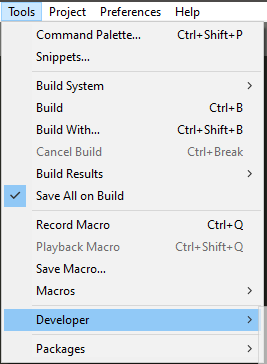 Tools Project Preferences Help
Command Palette... Ctrl+Shift+P
Snippets...
Build System
Build Ctrl+B
Build With... Ctrl+Shift+B
Cancel Build Ctrl+Break
Build Results
Save All on Build
Record Macro Ctrl+Q
Playback Macro Ctrl+Shift+Q
Save Macro...
Macros
Developer
Packages